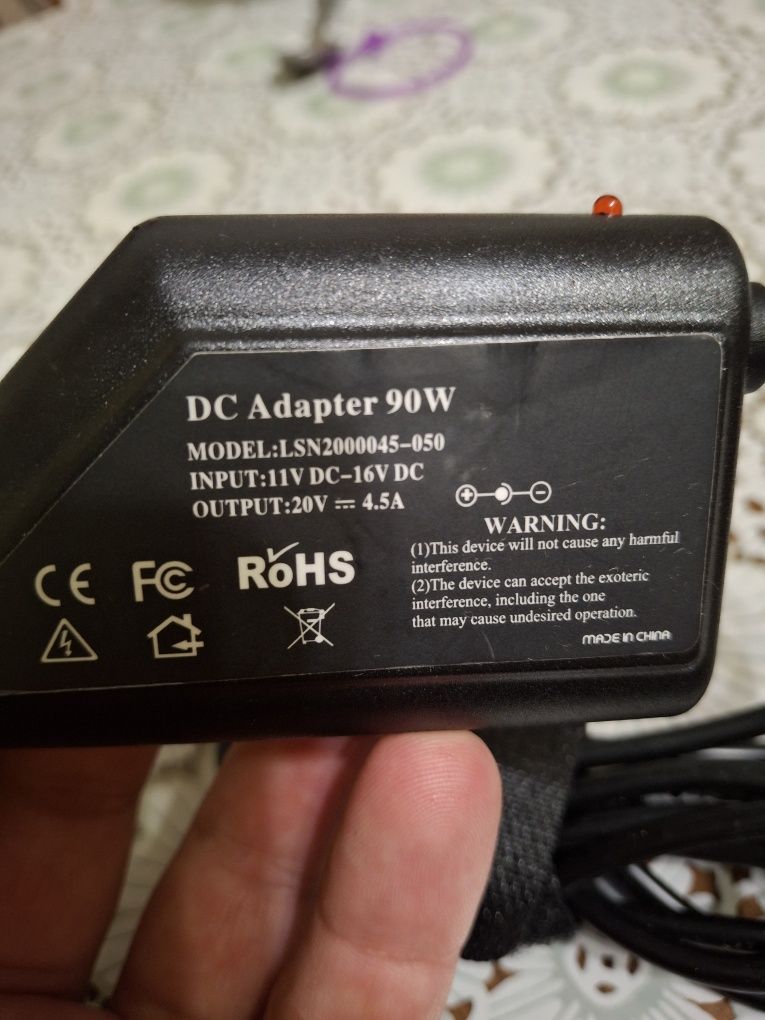 DC Adapter 90W
MODEL:LSN2000045-050
INPUT:11V DC-16V DC
OUTPUT:20V ⎓ 4.5A
WARNING:
(1)This device will not cause any harmful
interference.
(2)The device can accept the exoteric
interference, including the one
that may cause undesired operation.
CE FC RoHS
MADE IN CHINA